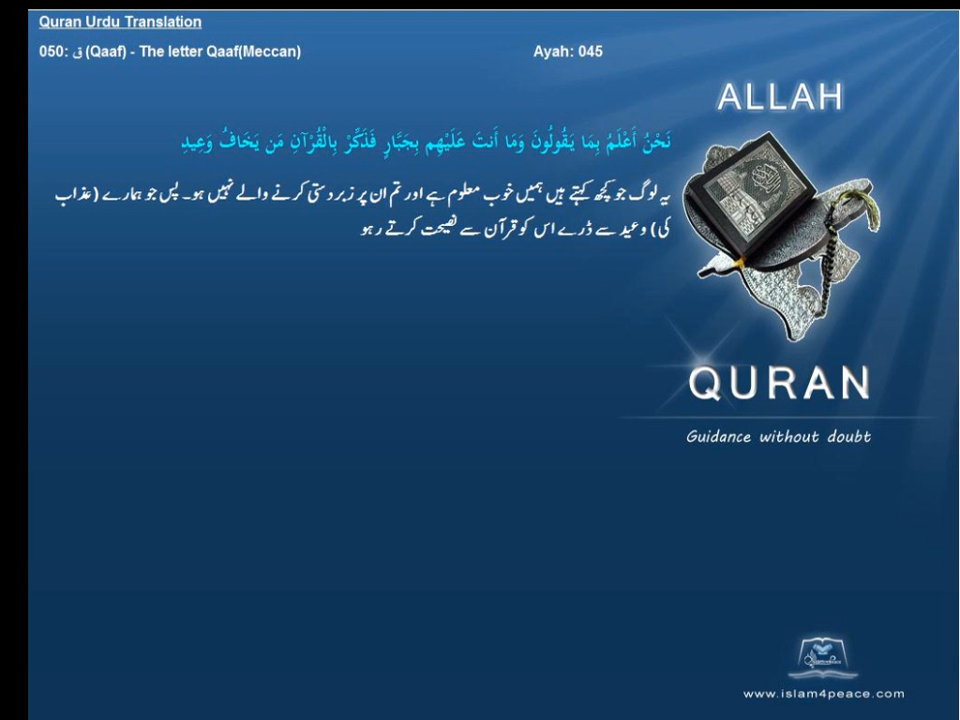 Quran Urdu Translation
050: ق (Qaaf) - The letter Qaaf(Meccan) Ayah: 045
ALLAH
نَحْنُ أَعْلَمُ بِمَا يَقُولُونَ وَمَا أَنتَ عَلَيْهِم بِجَبَّارٍ فَذَكِّرْ بِالْقُرْآنِ مَن يَخَافُ وَعِيدِ
یہ لوگ جو کچھ کہتے ہیں ہمیں خوب معلوم ہے اور تم ان پر زبردستی کرنے والے نہیں ہو۔ پس جو ہمارے (عذاب
کی) وعید سے ڈرے اس کو قرآن سے نصیحت کرتے رہو
QURAN
Guidance without doubt
www.islam4peace.com